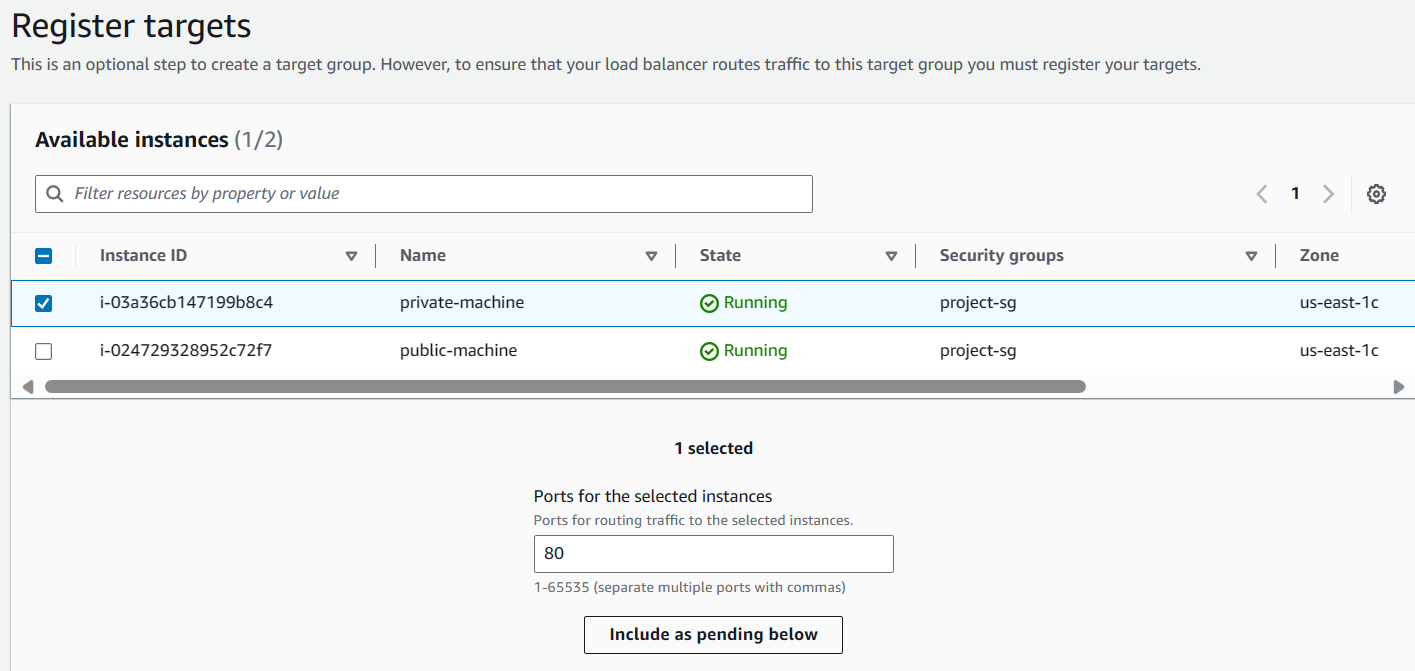 Register targets
This is an optional step to create a target group. However, to ensure that your load balancer routes traffic to this target group you must register your targets.
Available instances (1/2)
Filter resources by property or value
1
Instance ID Name State Security groups Zone
i-03a36cb147199b8c4 private-machine Running project-sg us-east-1c
i-024729328952c72f7 public-machine Running project-sg us-east-1c
1 selected
Ports for the selected instances
Ports for routing traffic to the selected instances.
80
1-65535 (separate multiple ports with commas)
Include as pending below